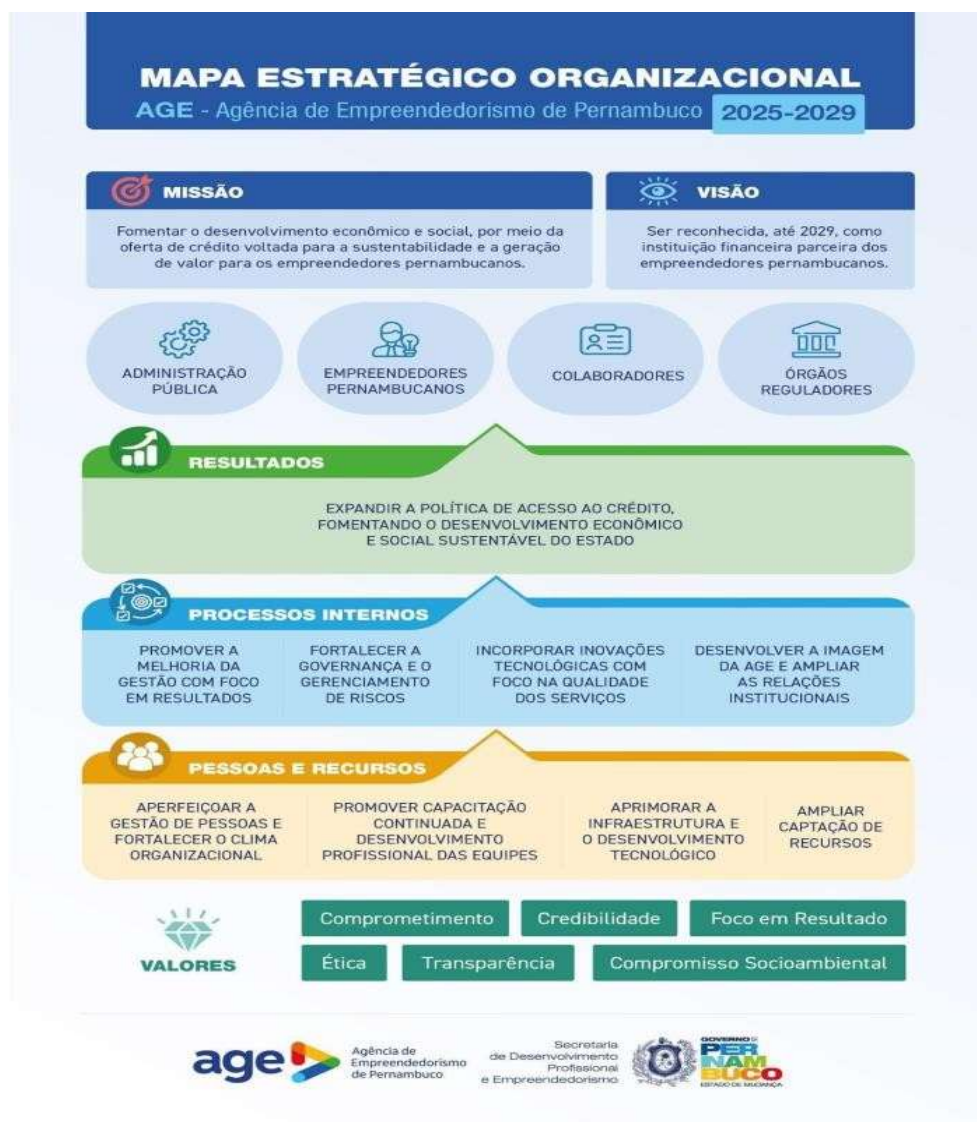 MAPA ESTRATÉGICO ORGANIZACIONAL
AGE - Agência de Empreendedorismo de Pernambuco 2025-2029
MISSÃO
Fomentar o desenvolvimento econômico e social, por meio da
oferta de crédito voltada para a sustentabilidade e a geração
de valor para os empreendedores pernambucanos.
VISÃO
Ser reconhecida, até 2029, como
instituição financeira parceira dos
empreendedores pernambucanos.
ADMINISTRAÇÃO
PÚBLICA
EMPREENDEDORES
PERNAMBUCANOS
COLABORADORES
ÓRGÃOS
REGULADORES
RESULTADOS
EXPANDIR A POLÍTICA DE ACESSO AO CRÉDITO,
FOMENTANDO O DESENVOLVIMENTO ECONÔMICO
E SOCIAL SUSTENTÁVEL DO ESTADO
PROCESSOS INTERNOS
PROMOVER A
MELHORIA DA
GESTÃO COM FOCO
EM RESULTADOS
FORTALECER A
GOVERNANÇA E O
GERENCIAMENTO
DE RISCOS
INCORPORAR INOVAÇÕES
TECNOLÓGICAS COM
FOCO NA QUALIDADE
DOS SERVIÇOS
DESENVOLVER A IMAGEM
DA AGE E AMPLIAR
AS RELAÇÕES
INSTITUCIONAIS
PESSOAS E RECURSOS
APERFEIÇOAR A
GESTÃO DE PESSOAS E
FORTALECER O CLIMA
ORGANIZACIONAL
PROMOVER CAPACITAÇÃO
CONTINUADA E
DESENVOLVIMENTO
PROFISSIONAL DAS EQUIPES
APRIMORAR A
INFRAESTRUTURA E
O DESENVOLVIMENTO
TECNOLÓGICO
AMPLIAR
CAPTAÇÃO DE
RECURSOS
VALORES
Comprometimento
Credibilidade
Foco em Resultado
Ética
Transparência
Compromisso Socioambiental
age
Agência de
Empreendedorismo
de Pernambuco
Secretaria
de Desenvolvimento
Profissional
e Empreendedorismo
GOVERNO DE
PER
NAM
BUCO
ESTADO DE MUDANÇA